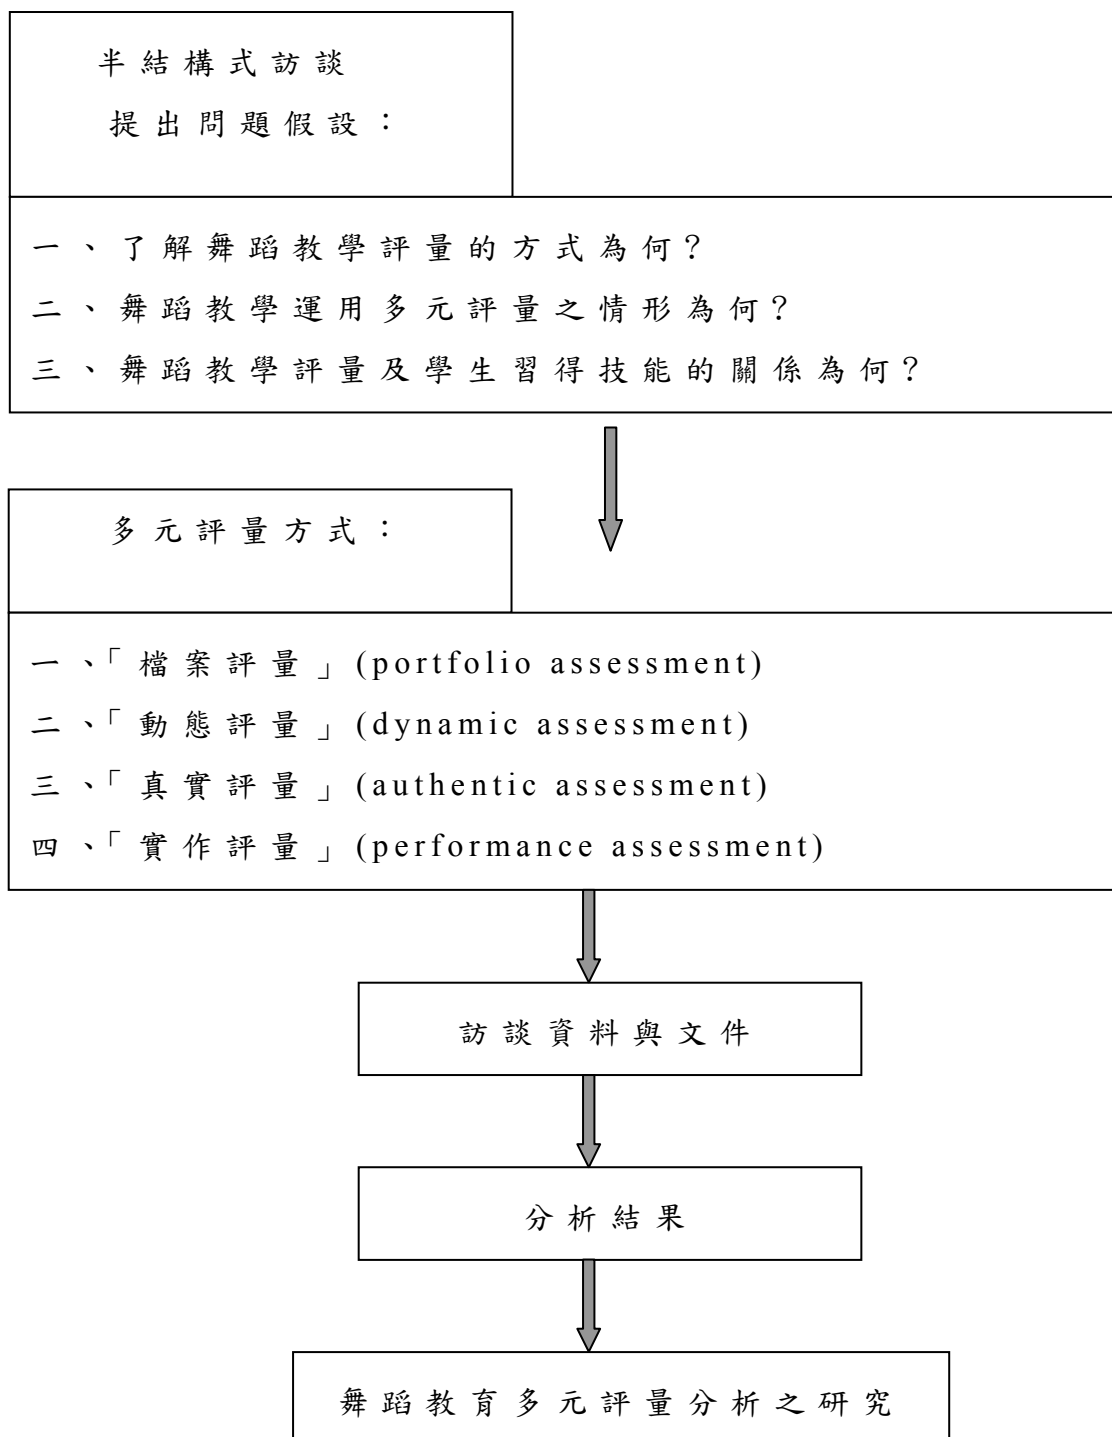 半結構式訪談
提出問題假設：
一、了解舞蹈教學評量的方式為何？
二、舞蹈教學運用多元評量之情形為何？
三、舞蹈教學評量及學生習得技能的關係為何？
多元評量方式：
一、「檔案評量」(portfolio assessment)
二、「動態評量」(dynamic assessment)
三、「真實評量」(authentic assessment)
四、「實作評量」(performance assessment)
訪談資料與文件
分析結果
舞蹈教育多元評量分析之研究